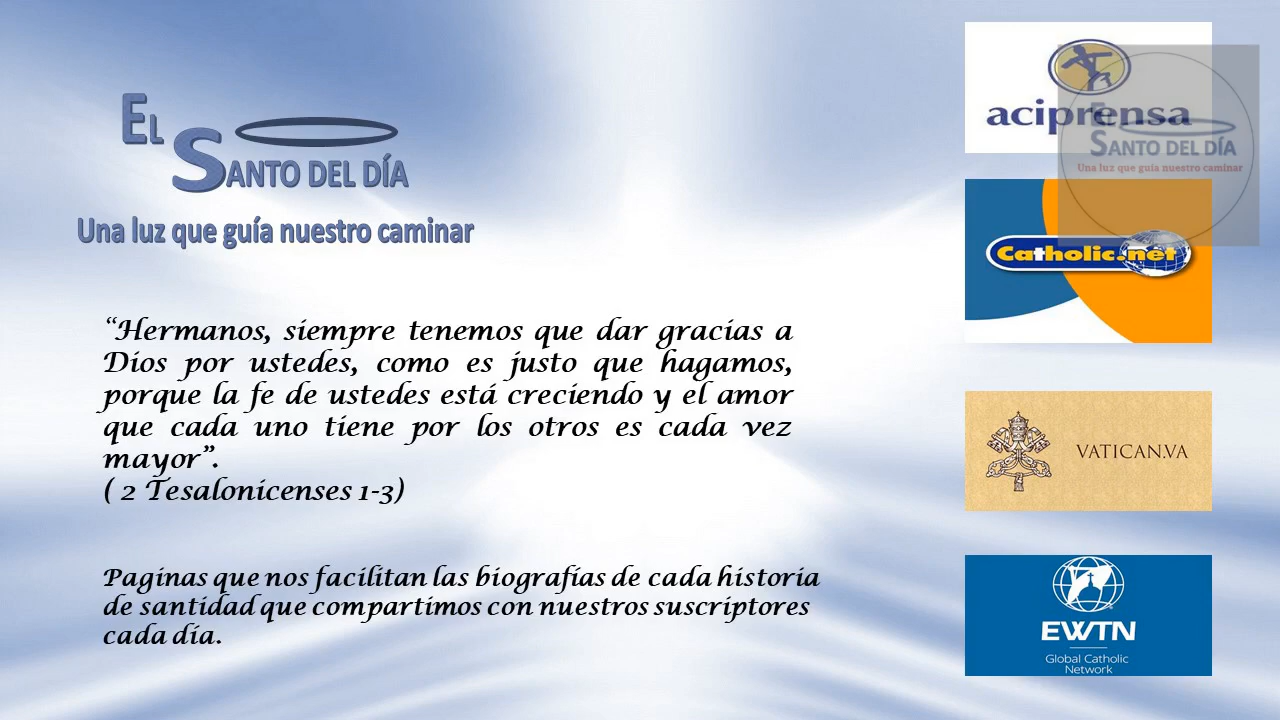 EL
SANTO DEL DÍA
Una luz que guía nuestro caminar
“Hermanos, siempre tenemos que dar gracias a
Dios por ustedes, como es justo que hagamos,
porque la fe de ustedes está creciendo y el amor
que cada uno tiene por los otros es cada vez
mayor”.
( 2 Tesalonicenses 1-3)
Paginas que nos facilitan las biografías de cada historia
de santidad que compartimos con nuestros suscriptores
cada día.
aciprensa
EL
SANTO DEL DÍA
Una luz que guía nuestro caminar
Catholic.net
VATICAN.VA
EWTN
Global Catholic
Network